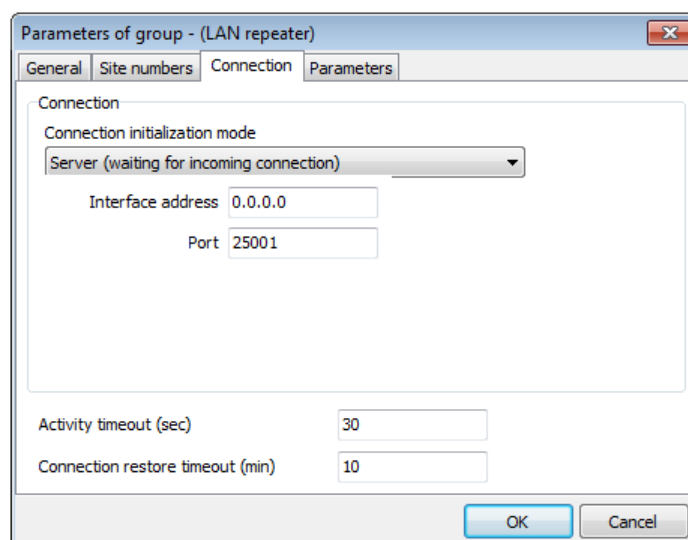 Parameters of group - (LAN repeater)
General Site numbers Connection Parameters
Connection
Connection initialization mode
Server (waiting for incoming connection)
Interface address 0.0.0.0
Port 25001
Activity timeout (sec) 30
Connection restore timeout (min) 10
OK Cancel